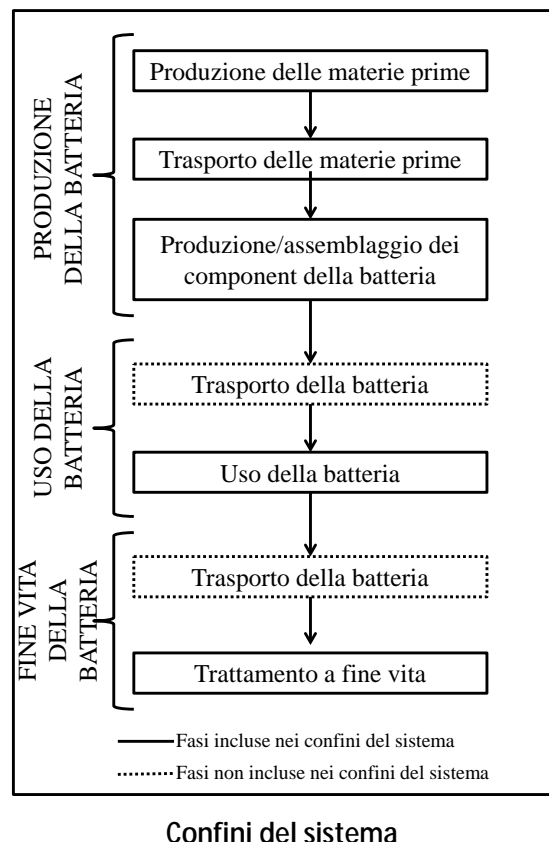 PRODUZIONE
DELLA BATTERIA
Produzione delle materie prime
Trasporto delle materie prime
Produzione/assemblaggio dei
component della batteria
USO DELLA
BATTERIA
Trasporto della batteria
Uso della batteria
FINE VITA
DELLA
BATTERIA
Trasporto della batteria
Trattamento a fine vita
Fasi incluse nei confini del sistema
Fasi non incluse nei confini del sistema
Confini del sistema